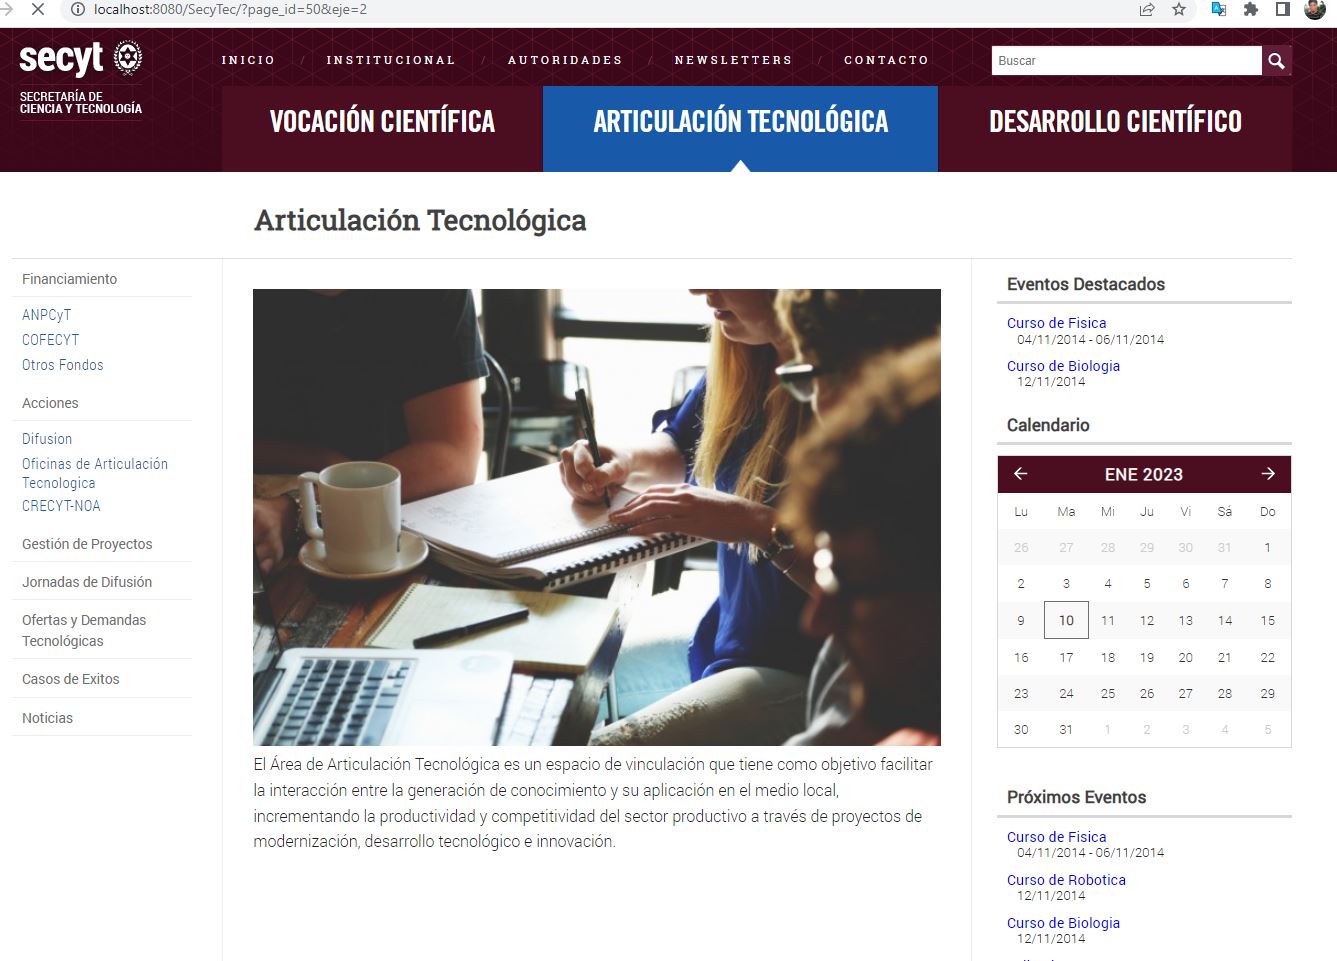 localhost:8080/SecyTec/?page_id=50&eje=2
secyt
SECRETARÍA DE
CIENCIA Y TECNOLOGÍA
INICIO / INSTITUCIONAL / AUTORIDADES / NEWSLETTERS / CONTACTO
Buscar
VOCACIÓN CIENTÍFICA
ARTICULACIÓN TECNOLÓGICA
DESARROLLO CIENTÍFICO
Articulación Tecnológica
Financiamiento
ANPCyT
COFECYT
Otros Fondos
Acciones
Difusion
Oficinas de Articulación
Tecnologica
CRECYT-NOA
Gestión de Proyectos
Jornadas de Difusión
Ofertas y Demandas
Tecnológicas
Casos de Exitos
Noticias
El Área de Articulación Tecnológica es un espacio de vinculación que tiene como objetivo facilitar
la interacción entre la generación de conocimiento y su aplicación en el medio local,
incrementando la productividad y competitividad del sector productivo a través de proyectos de
modernización, desarrollo tecnológico e innovación.
Eventos Destacados
Curso de Fisica
04/11/2014 - 06/11/2014
Curso de Biologia
12/11/2014
Calendario
ENE 2023
Lu Ma Mi Ju Vi Sá Do
26 27 28 29 30 31 1
2 3 4 5 6 7 8
9 10 11 12 13 14 15
16 17 18 19 20 21 22
23 24 25 26 27 28 29
30 31 1 2 3 4 5
Próximos Eventos
Curso de Fisica
04/11/2014 - 06/11/2014
Curso de Robotica
12/11/2014
Curso de Biologia
12/11/2014